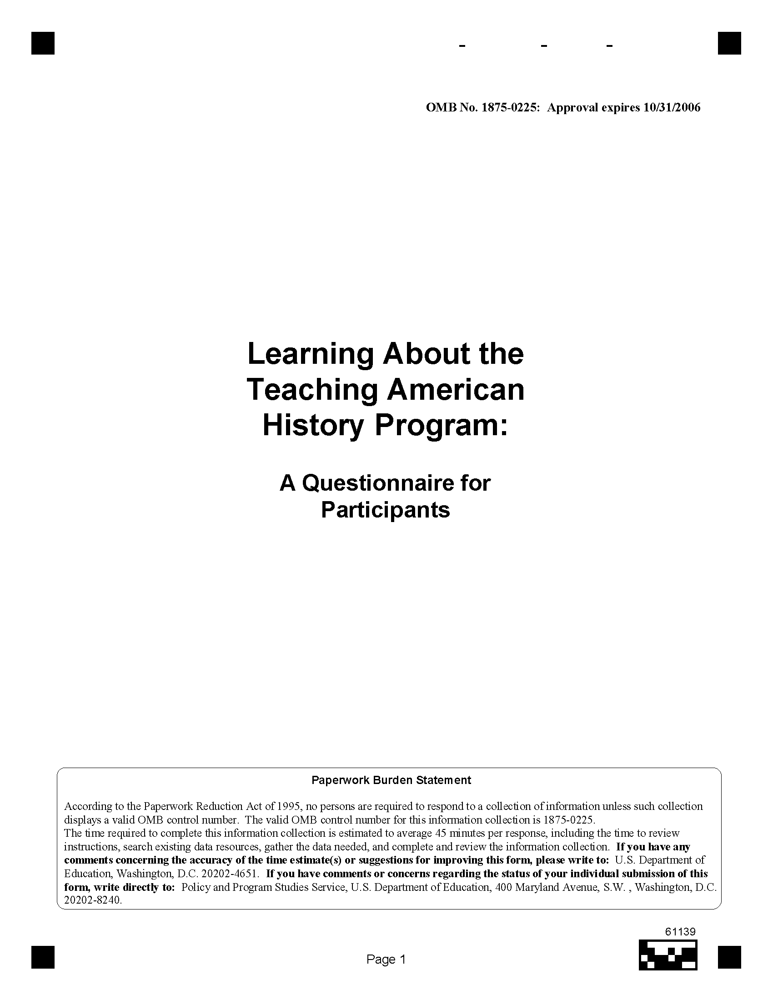 - - -
OMB No. 1875-0225:  Approval expires 10/31/2006
Learning About the
Teaching American
History Program:
A Questionnaire for
Participants
Paperwork Burden Statement
According to the Paperwork Reduction Act of 1995, no persons are required to respond to a collection of information unless such collection
displays a valid OMB control number.  The valid OMB control number for this information collection is 1875-0225.
The time required to complete this information collection is estimated to average 45 minutes per response, including the time to review
instructions, search existing data resources, gather the data needed, and complete and review the information collection.  If you have any
comments concerning the accuracy of the time estimate(s) or suggestions for improving this form, please write to:  U.S. Department of
Education, Washington, D.C. 20202-4651.  If you have comments or concerns regarding the status of your individual submission of this
form, write directly to:  Policy and Program Studies Service, U.S. Department of Education, 400 Maryland Avenue, S.W. , Washington, D.C.
20202-8240.
61139
Page 1